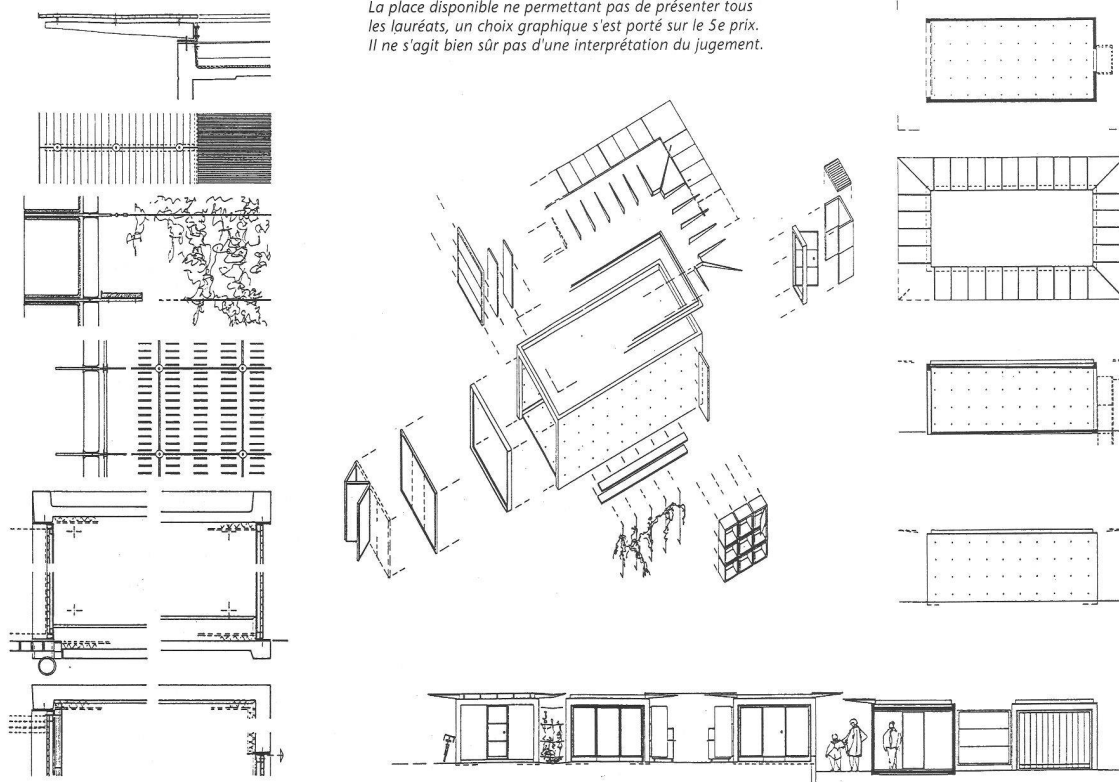 La place disponible ne permettant pas de présenter tous
les lauréats, un choix graphique s'est porté sur le 5e prix.
Il ne s'agit bien sûr pas d'une interprétation du jugement.